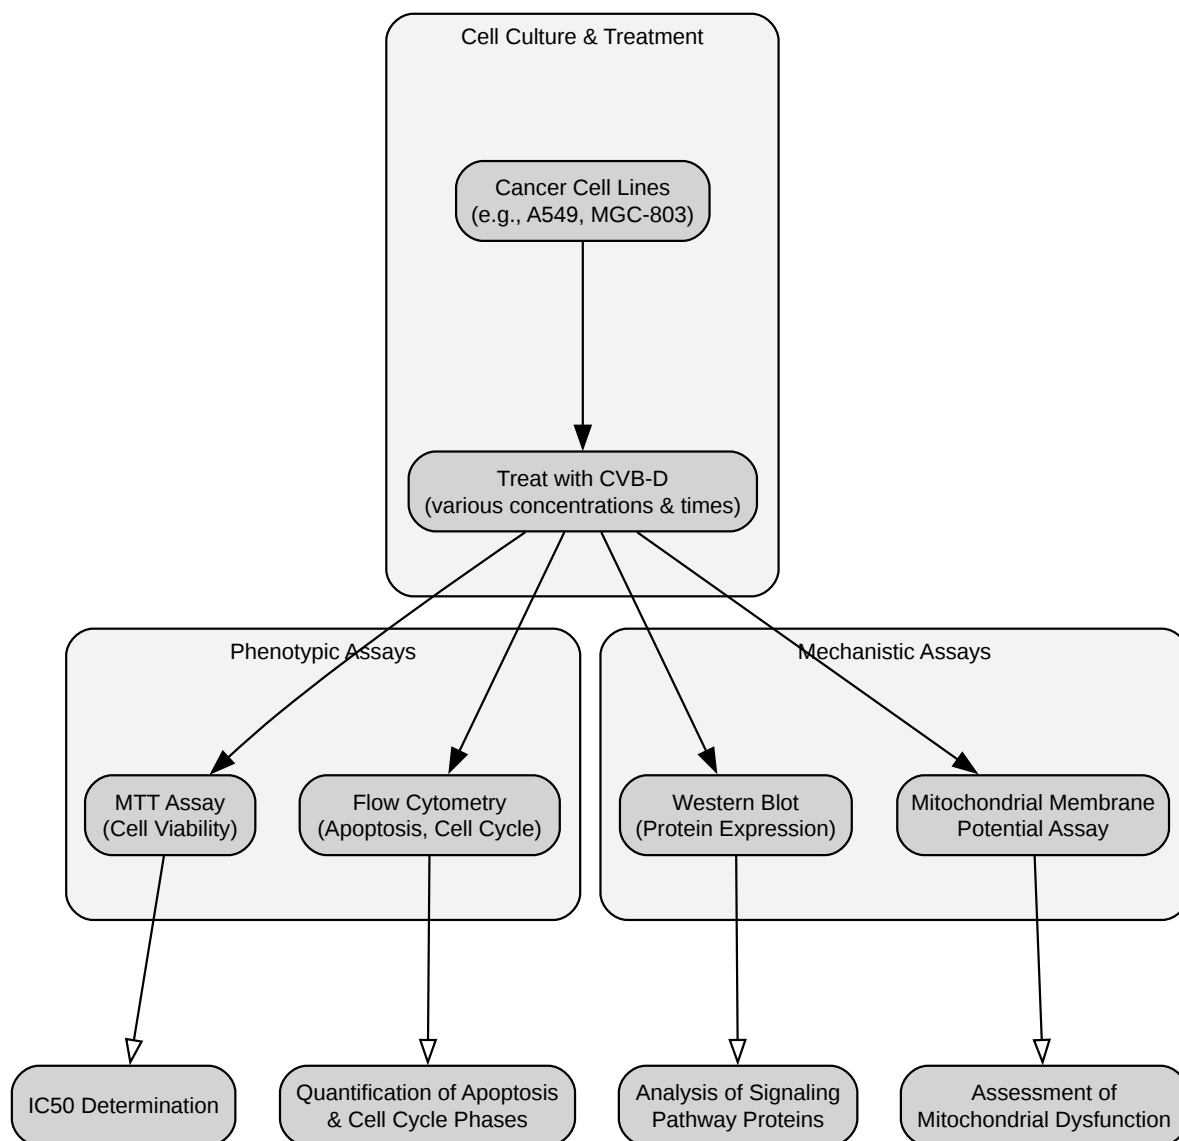 Cell Culture & Treatment
Cancer Cell Lines
(e.g., A549, MGC-803)
Treat with CVB-D
(various concentrations & times)
Phenotypic Assays
Mechanistic Assays
MTT Assay
(Cell Viability)
Flow Cytometry
(Apoptosis, Cell Cycle)
Western Blot
(Protein Expression)
Mitochondrial Membrane
Potential Assay
IC50 Determination
Quantification of Apoptosis
& Cell Cycle Phases
Analysis of Signaling
Pathway Proteins
Assessment of
Mitochondrial Dysfunction